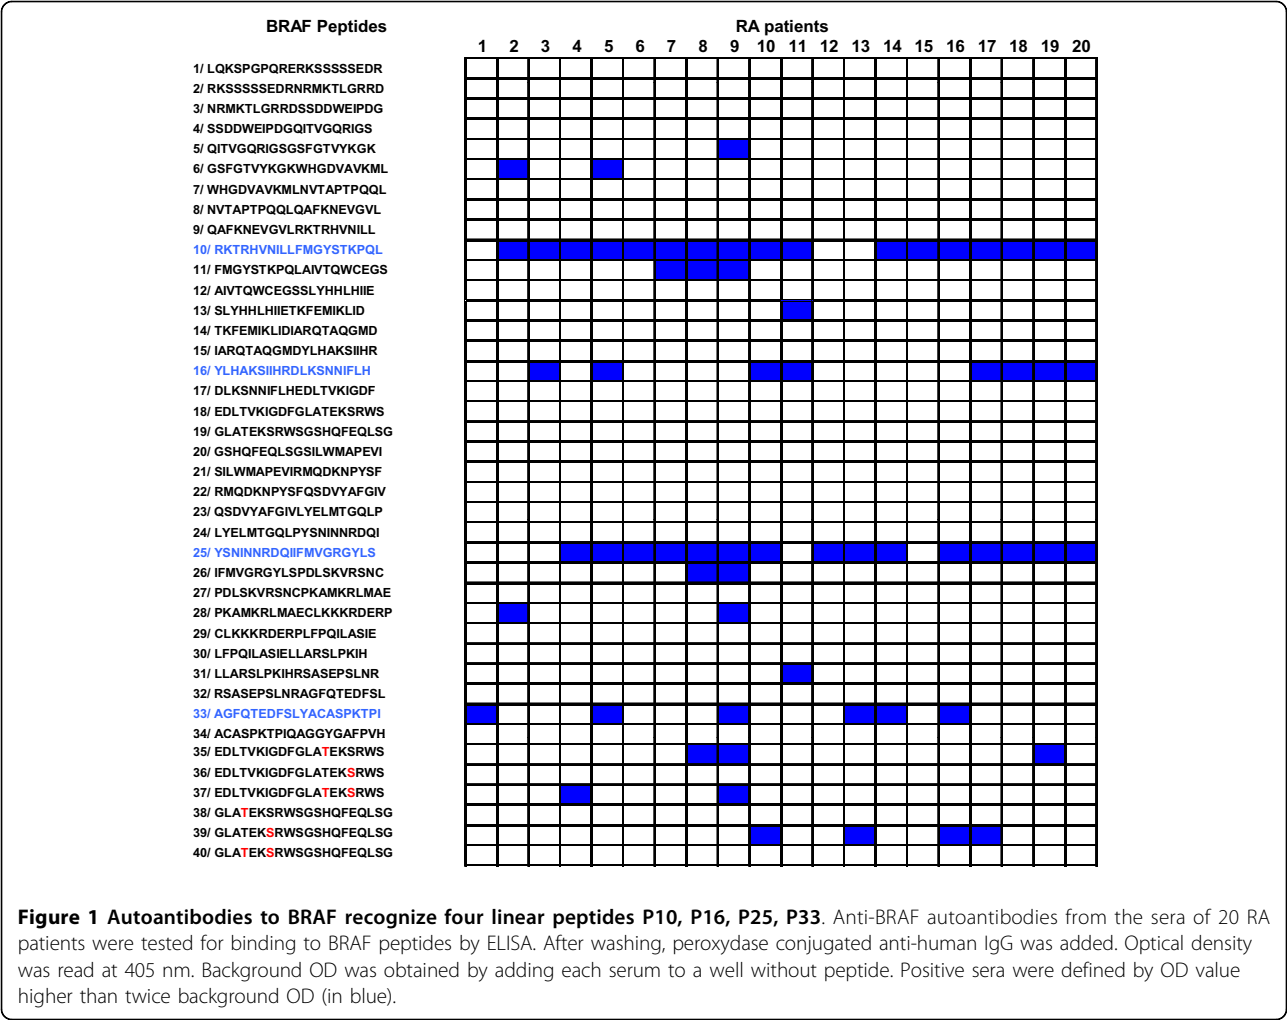 BRAF Peptides RA patients
1 2 3 4 5 6 7 8 9 10 11 12 13 14 15 16 17 18 19 20
1/ LQKSPGPQRERKSSSSSEDR
2/ RKSSSSSEDRNRMKTLGRRD
3/ NRMKTLGRRDSSDDWEIPDG
4/ SSDDWEIPDGQITVGQRIGS
5/ QITVGQRIGSGSFGTVYKGK
6/ GSFGTVYKGKWHGDVAVKML
7/ WHGDVAVKMLNVTAPTPQQL
8/ NVTAPTPQQLQAFKNEVGVL
9/ QAFKNEVGVLRKTRHVNILL
10/ RKTRHVNILLFMGYSTKPQL
11/ FMGYSTKPQLAIVTQWCEGS
12/ AIVTQWCEGSSLYHHLHIIE
13/ SLYHHLHIIETKFEMIKLID
14/ TKFEMIKLIDIARQTAQGMD
15/ IARQTAQGMDYLHAKSIIHR
16/ YLHAKSIIHRDLKSNNIFLH
17/ DLKSNNIFLHEDLTVKIGDF
18/ EDLTVKIGDFGLATEKSRWS
19/ GLATEKSRWSGSHQFEQLSG
20/ GSHQFEQLSGSILWMAPEVI
21/ SILWMAPEVIRMQDKNPYSF
22/ RMQDKNPYSFQSDVYAFGIV
23/ QSDVYAFGIVLYELMTGQLP
24/ LYELMTGQLPYSNINNRDQI
25/ YSNINNRDQIIFMVGRGYLS
26/ IFMVGRGYLSPDLSKVRSNC
27/ PDLSKVRSNCPKAMKRLMAE
28/ PKAMKRLMAECLKKKRDERP
29/ CLKKKRDERPLFPQILASIE
30/ LFPQILASIELLARSLPKIH
31/ LLARSLPKIHRSASEPSLNR
32/ RSASEPSLNRAGFQTEDFSL
33/ AGFQTEDFSLYACASPKTPI
34/ ACASPKTPIQAGGYGAFPVH
35/ EDLTVKIGDFGLATEKSRWS
36/ EDLTVKIGDFGLATEKSRWS
37/ EDLTVKIGDFGLATEKSRWS
38/ GLATEKSRWSGSHQFEQLSG
39/ GLATEKSRWSGSHQFEQLSG
40/ GLATEKSRWSGSHQFEQLSG
Figure 1 Autoantibodies to BRAF recognize four linear peptides P10, P16, P25, P33. Anti-BRAF autoantibodies from the sera of 20 RA
patients were tested for binding to BRAF peptides by ELISA. After washing, peroxydase conjugated anti-human IgG was added. Optical density
was read at 405 nm. Background OD was obtained by adding each serum to a well without peptide. Positive sera were defined by OD value
higher than twice background OD (in blue).